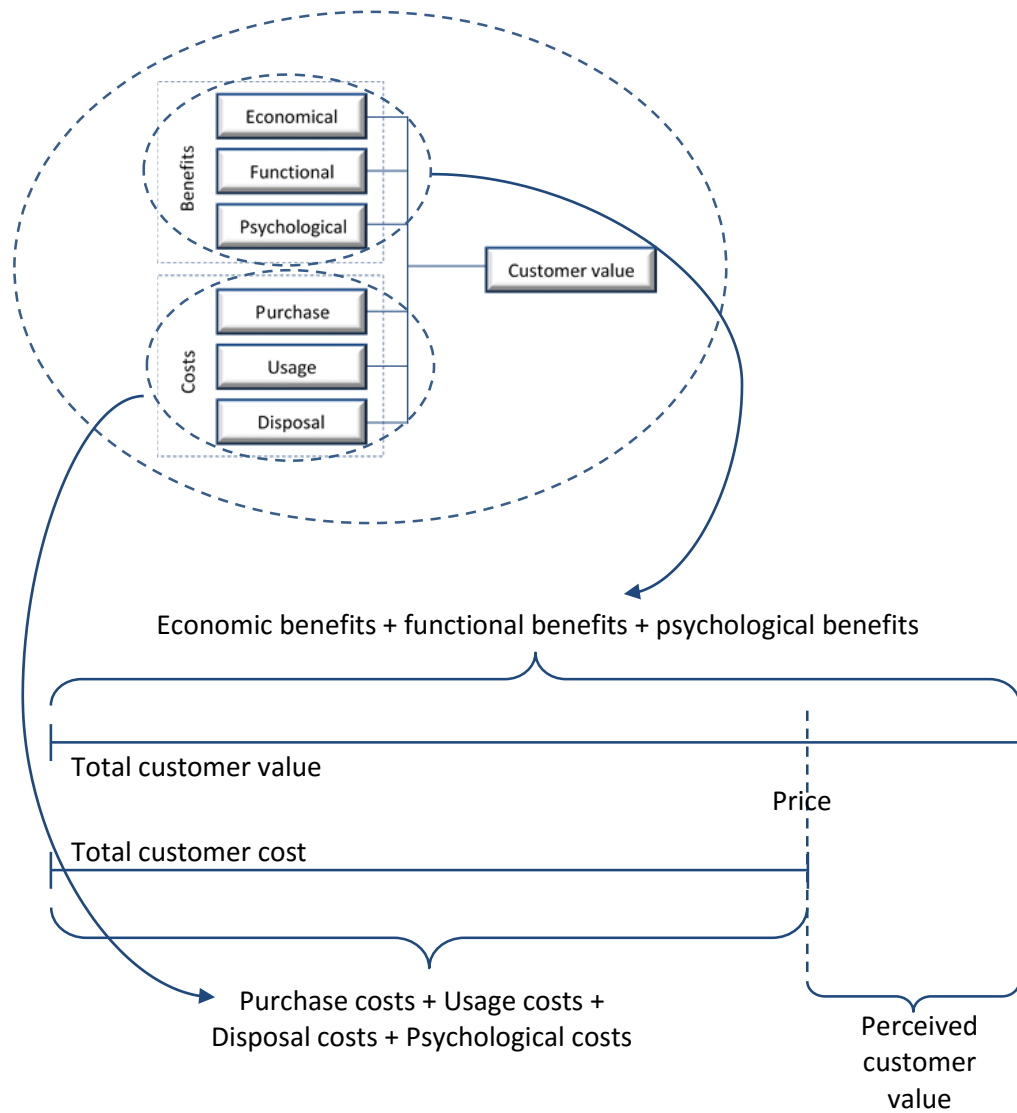 Benefits
Economical
Functional
Psychological
Customer value
Costs
Purchase
Usage
Disposal
Economic benefits + functional benefits + psychological benefits
Total customer value
Price
Total customer cost
Purchase costs + Usage costs +
Disposal costs + Psychological costs
Perceived
customer
value